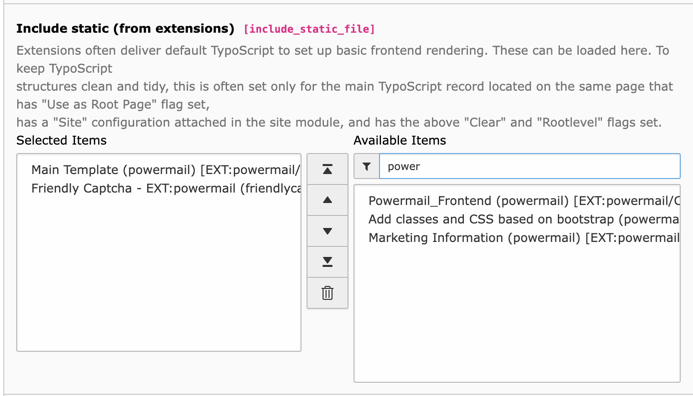 Include static (from extensions) [include_static_file]
Extensions often deliver default TypoScript to set up basic frontend rendering. These can be loaded here. To
keep TypoScript
structures clean and tidy, this is often set only for the main TypoScript record located on the same page that
has "Use as Root Page" flag set,
has a "Site" configuration attached in the site module, and has the above "Clear" and "Rootlevel" flags set.
Selected Items
Available Items
Main Template (powermail) [EXT:powermail/
Friendly Captcha - EXT:powermail (friendlyca
power
Powermail_Frontend (powermail) [EXT:powermail/C
Add classes and CSS based on bootstrap (powerma
Marketing Information (powermail) [EXT:powermail